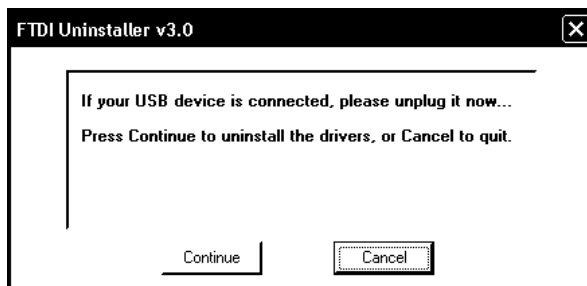 FTDI Uninstaller v3.0
If your USB device is connected, please unplug it now...
Press Continue to uninstall the drivers, or Cancel to quit.
Continue
Cancel